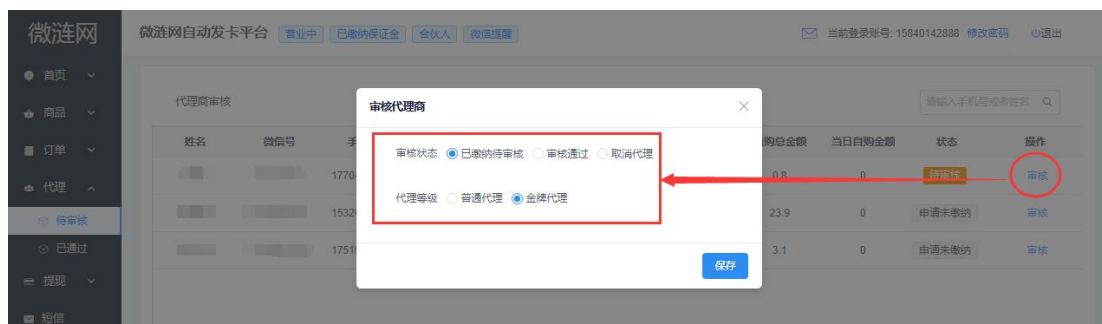 微涟网
微涟网自动发卡平台 营业中 已缴纳保证金 合伙人 微信提醒 当前登录账号: 15840142888 修改密码 退出
首页
商品
订单
代理
待审核
已通过
提现
短信
代理商审核 请输入手机号或者姓名
姓名 微信号 手 购总金额 当日自购金额 状态 操作
1770 0.8 0 待审核 审核
1532 23.9 0 申请未缴纳 审核
1751 3.1 0 申请未缴纳 审核
审核代理商
审核状态 已缴纳待审核 审核通过 取消代理
代理等级 普通代理 金牌代理
保存